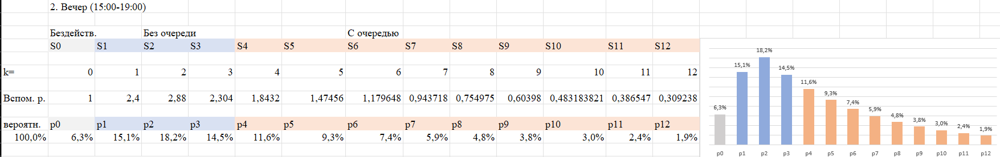 2. Вечер (15:00-19:00)
Бездейств. Без очереди С очередью
S0 S1 S2 S3 S4 S5 S6 S7 S8 S9 S10 S11 S12
k= 0 1 2 3 4 5 6 7 8 9 10 11 12
Вспом. р. 1 2,4 2,88 2,304 1,8432 1,47456 1,179648 0,943718 0,754975 0,60398 0,483183821 0,386547 0,309238
вероятн. p0 p1 p2 p3 p4 p5 p6 p7 p8 p9 p10 p11 p12
100,0% 6,3% 15,1% 18,2% 14,5% 11,6% 9,3% 7,4% 5,9% 4,8% 3,8% 3,0% 2,4% 1,9%
6,3% 15,1% 18,2% 14,5% 11,6% 9,3% 7,4% 5,9% 4,8% 3,8% 3,0% 2,4% 1,9%
p0 p1 p2 p3 p4 p5 p6 p7 p8 p9 p10 p11 p12